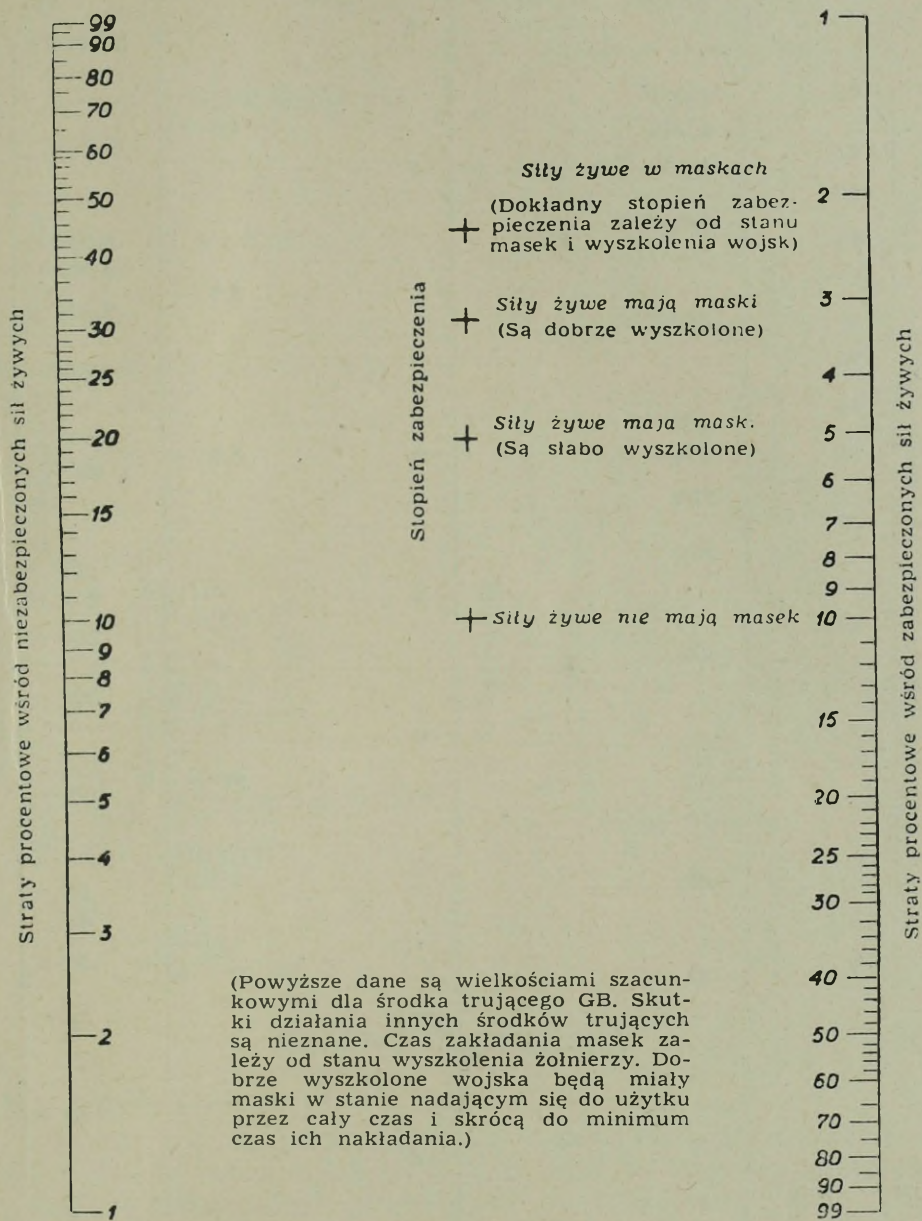 Straty procentowe wśród niezabezpieczonych sił żywych
99
90
80
70
60
50
40
30
25
20
15
10
9
8
7
6
5
4
3
2
1
Stopień zabezpieczenia
Siły żywe w maskach
(Dokładny stopień zabez-
pieczenia zależy od stanu
masek i wyszkolenia wojsk)
Siły żywe mają maski
(Są dobrze wyszkolone)
Siły żywe maja mask.
(Są słabo wyszkolone)
Siły żywe nie mają masek
(Powyższe dane są wielkościami szacun-
kowymi dla środka trującego GB. Skut-
ki działania innych środków trujących
są nieznane. Czas zakładania masek za-
leży od stanu wyszkolenia żołnierzy. Do-
brze wyszkolone wojska będą miały
maski w stanie nadającym się do użytku
przez cały czas i skrócą do minimum
czas ich nakładania.)
1
2
3
4
5
6
7
8
9
10
15
20
25
30
40
50
60
70
80
90
99
Straty procentowe wśród zabezpieczonych sił żywych